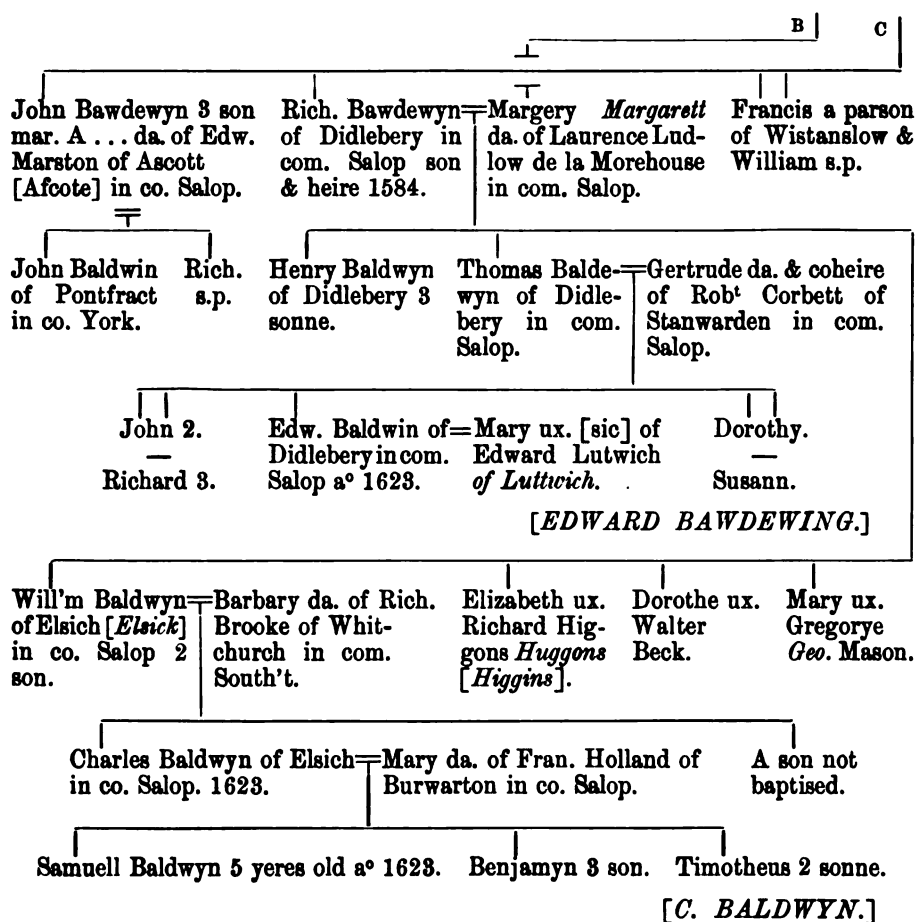 B C
John Bawdewyn 3 son
mar. A ... da. of Edw.
Marston of Ascott
[Afcote] in co. Salop.
Rich. Bawdewyn
of Didlebery in
com. Salop son
& heire 1584.
Margery Margarett
da. of Laurence Lud-
low de la Morehouse
in com. Salop.
Francis a parson
of Wistanslow &
William s.p.
John Baldwin
of Pontfract
in co. York.
Rich.
s.p.
Henry Baldwyn
of Didlebery 3
sonne.
Thomas Balde-
wyn of Didle-
bery in com.
Salop.
Gertrude da. & coheire
of Robt Corbett of
Stanwarden in com.
Salop.
John 2.
—
Richard 3.
Edw. Baldwin of=
Didlebery in com.
Salop aº 1623.
Mary ux. [sic] of
Edward Lutwich
of Luttwich.
Dorothy.
—
Susann.
[EDWARD BAWDEWING.]
Will'm Baldwyn
of Elsich [Elsick]
in co. Salop 2
son.
Barbary da. of Rich.
Brooke of Whit-
church in com.
South't.
Elizabeth ux.
Richard Hig-
gons Huggons
[Higgins].
Dorothe ux.
Walter
Beck.
Mary ux.
Gregorye
Geo. Mason.
Charles Baldwyn of Elsich
in co. Salop. 1623.
Mary da. of Fran. Holland of
Burwarton in co. Salop.
A son not
baptised.
Samuell Baldwyn 5 yeres old aº 1623.
Benjamyn 3 son.
Timotheus 2 sonne.
[C. BALDWYN.]